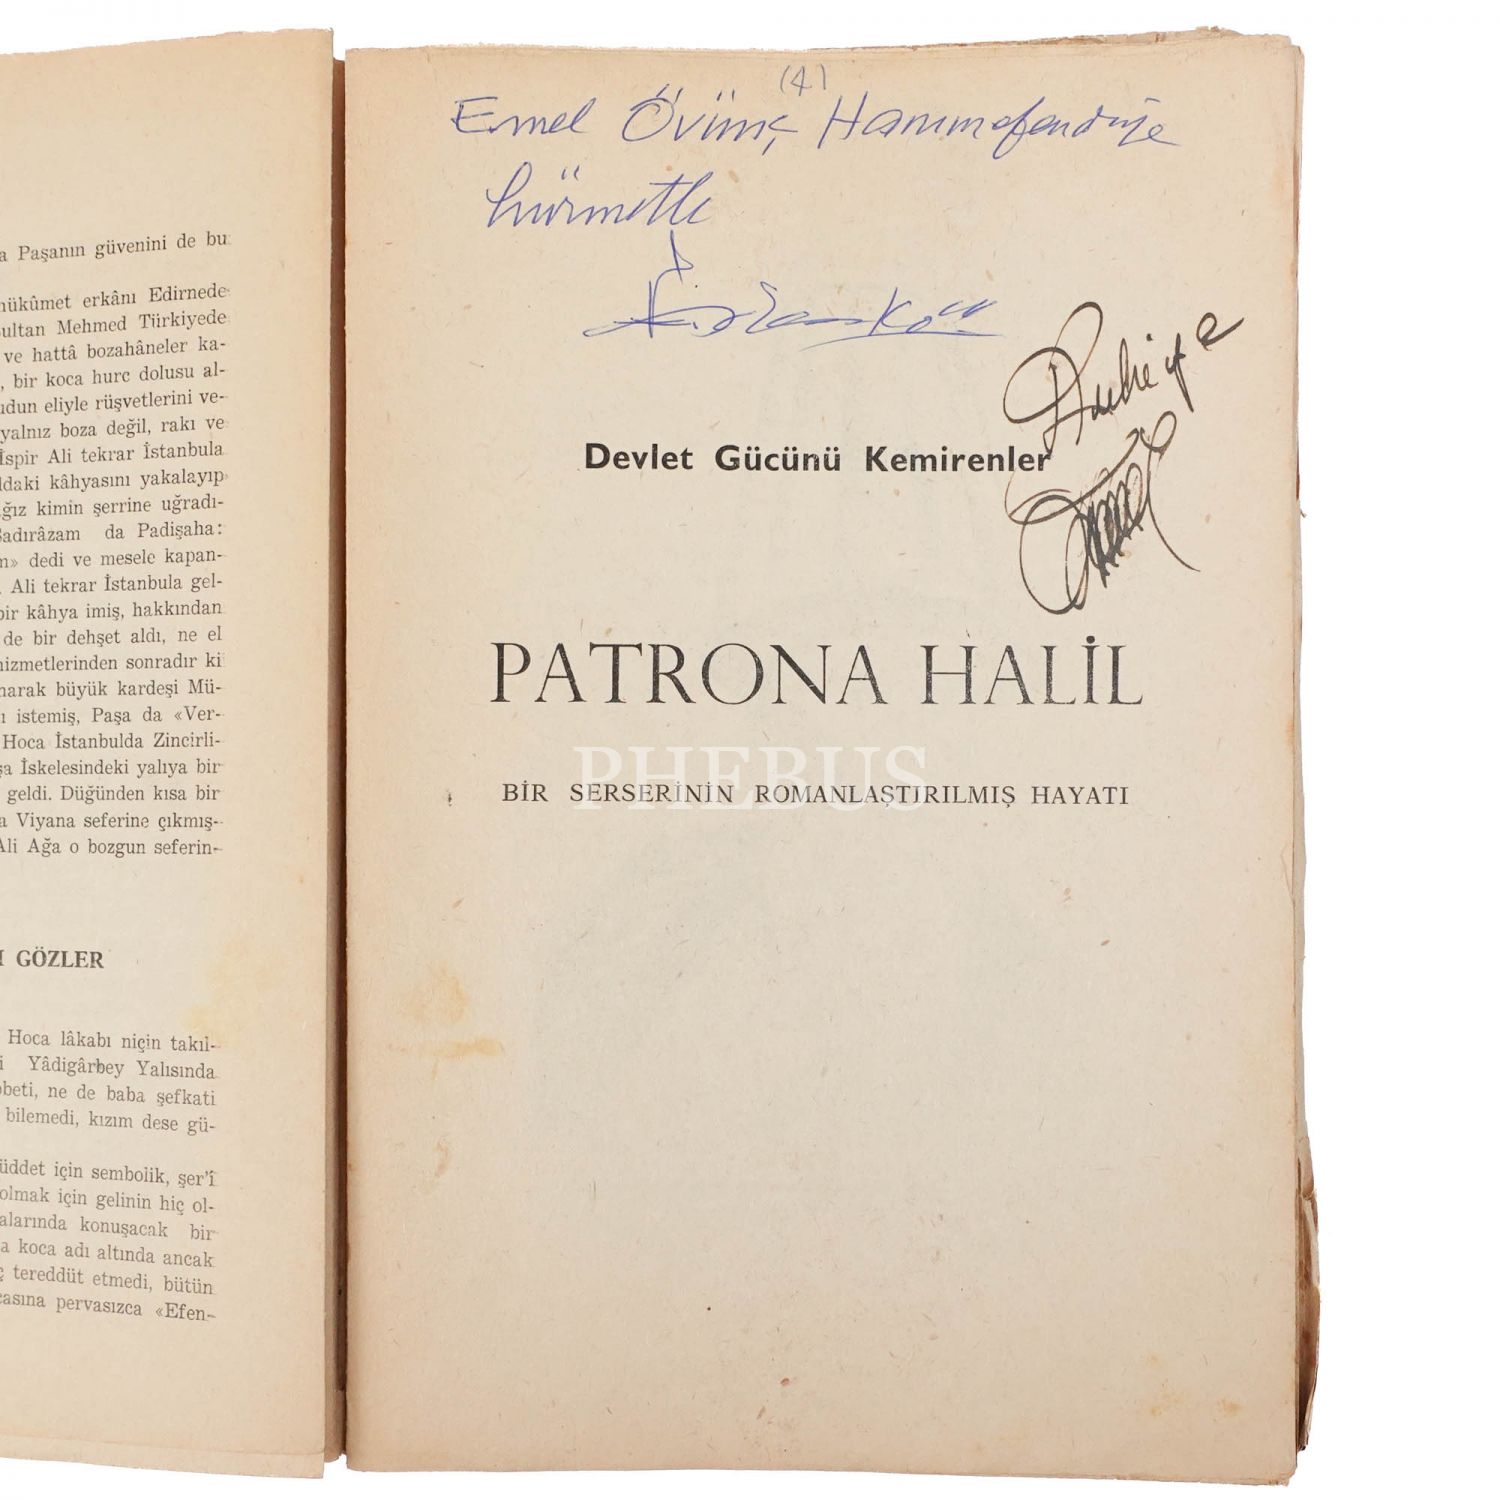 a Paşanın güvenini de bu
hükûmet erkânı Edirnede
Sultan Mehmed Türkiyede
ve hattâ bozahâneler ka-
, bir koca hurc dolusu al-
udun eliyle rüşvetlerini ve-
yalnız boza değil, rakı ve
İspir Ali tekrar İstanbula
ldaki kâhyasını yakalayıp
ğız kimin şerrine uğradı-
Sadırâzam da Padişaha:
m» dedi ve mesele kapan-
. Ali tekrar İstanbula gel-
bir kâhya imiş, hakkından
de bir dehşet aldı, ne el
hizmetlerinden sonradır ki
narak büyük kardeşi Mü-
ı istemiş, Paşa da «Ver-
Hoca İstanbulda Zincirli-
şa İskelesindeki yalıya bir
geldi. Düğünden kısa bir
a Viyana seferine çıkmış-
Ali Ağa o bozgun seferin-
I GÖZLER
Hoca lâkabı niçin takıl-
i Yâdigârbey Yalısında
bbeti, ne de baba şefkati
bilemedi, kızım dese gü-
üddet için sembolik, şer'î
olmak için gelinin hiç ol-
alarında konuşacak bir
a koca adı altında ancak
ç tereddüt etmedi, bütün
casına pervasızca «Efen-
(4)
Emel Övünç Hanımefendiye
hürmetle
Ruhiye
Emel
Devlet Gücünü Kemirenler
PATRONA HALİL
PHEBUS
BİR SERSERİNİN ROMANLAŞTIRILMIŞ HAYATI